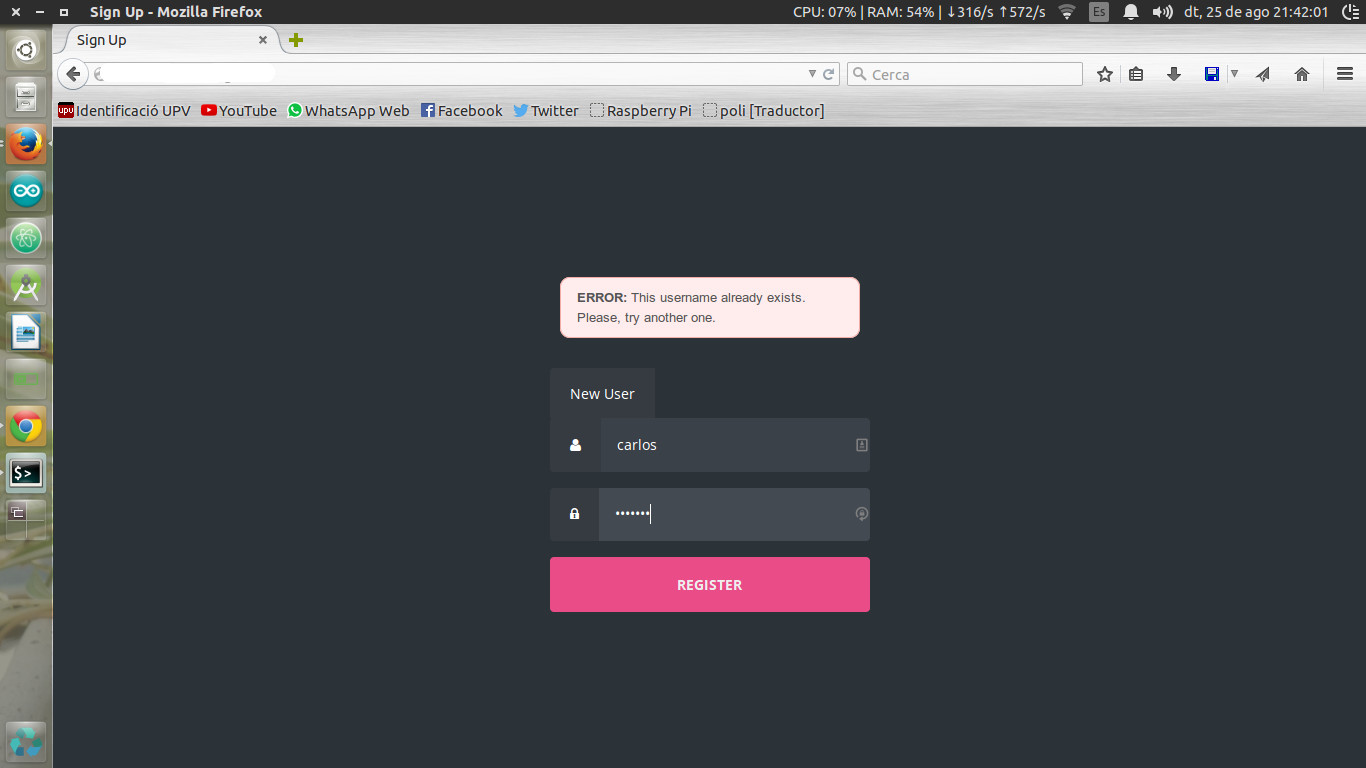 Sign Up - Mozilla Firefox
CPU: 07% | RAM: 54% | ↓316/s ↑572/s
Es
dt, 25 de ago 21:42:01
Sign Up
Cerca
upv Identificació UPV
YouTube
WhatsApp Web
Facebook
Twitter
Raspberry Pi
poli [Traductor]
ERROR: This username already exists.
Please, try another one.
New User
carlos
•••••••
REGISTER
$>